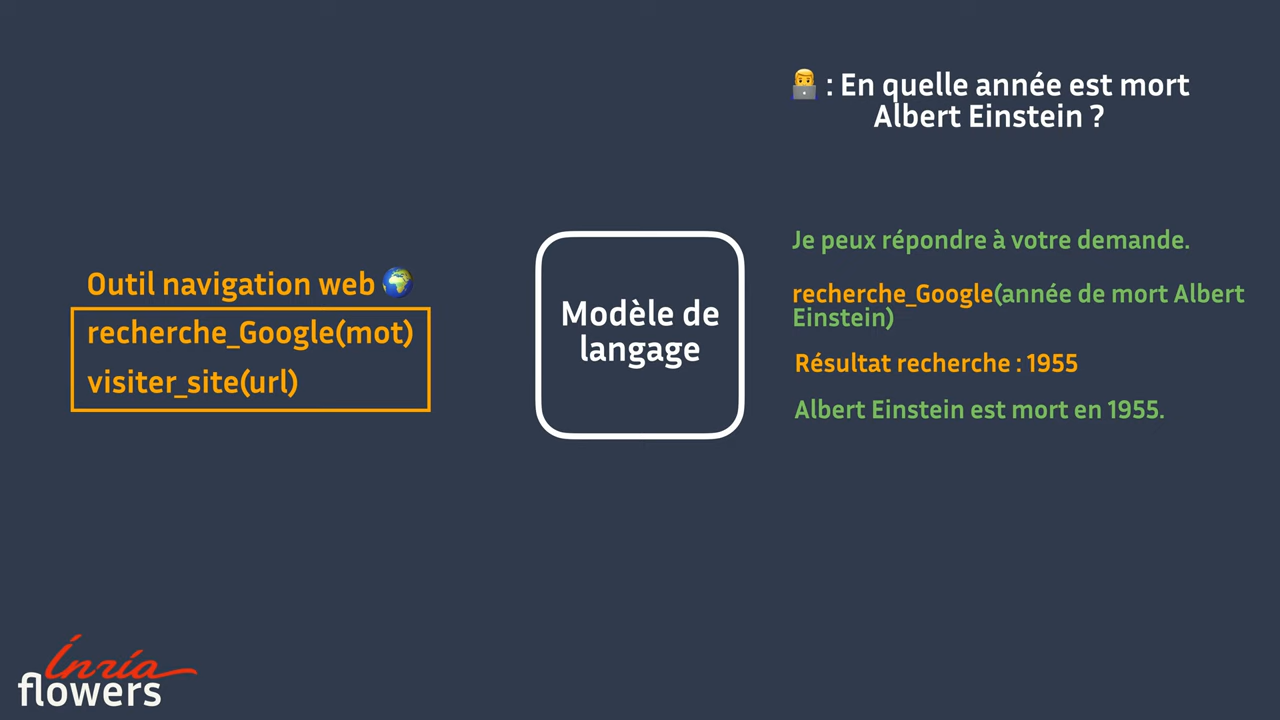 : En quelle année est mort
Albert Einstein ?
Outil navigation web
recherche_Google(mot)
visiter_site(url)
Modèle de
langage
Je peux répondre à votre demande.
recherche_Google(année de mort Albert
Einstein)
Résultat recherche : 1955
Albert Einstein est mort en 1955.
Inria
flowers